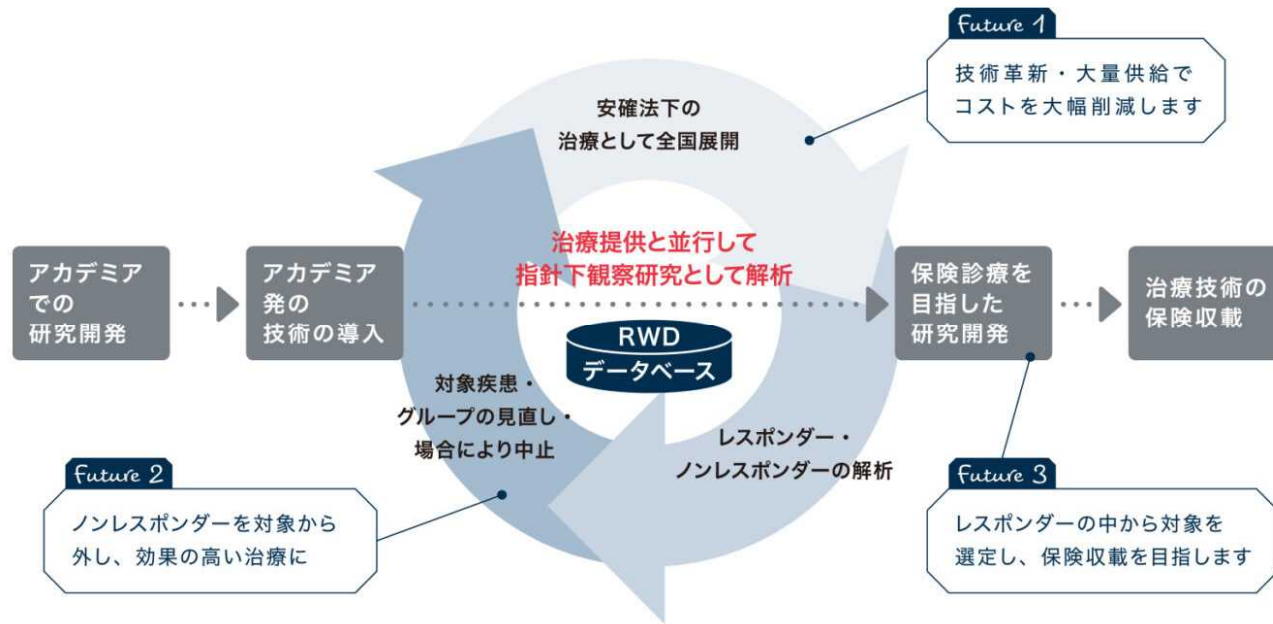 Future 1
技術革新・大量供給で
コストを大幅削減します
安確法下の
治療として全国展開
治療提供と並行して
指針下観察研究として解析
アカデミア
での
研究開発
アカデミア
発の
技術の導入
保険診療を
目指した
研究開発
治療技術の
保険収載
RWD
データベース
対象疾患・
グループの見直し・
場合により中止
レスポンダー・
ノンレスポンダーの解析
Future 2
ノンレスポンダーを対象から
外し、効果の高い治療に
Future 3
レスポンダーの中から対象を
選定し、保険収載を目指します